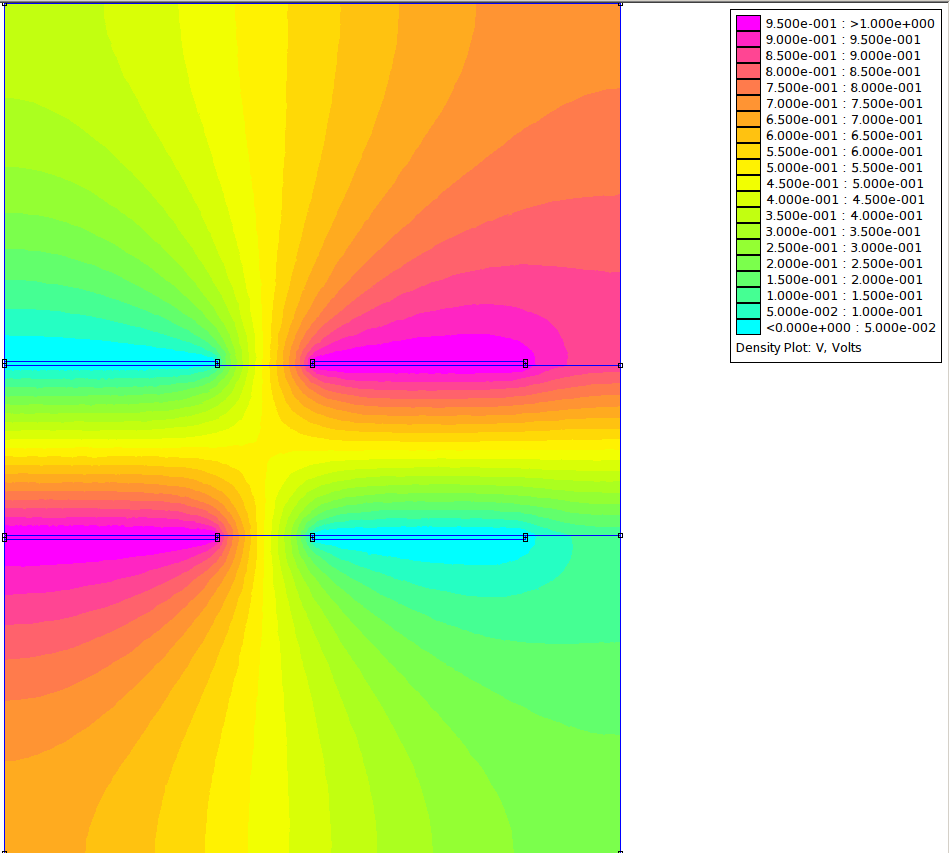 9.500e-001 : >1.000e+000
9.000e-001 : 9.500e-001
8.500e-001 : 9.000e-001
8.000e-001 : 8.500e-001
7.500e-001 : 8.000e-001
7.000e-001 : 7.500e-001
6.500e-001 : 7.000e-001
6.000e-001 : 6.500e-001
5.500e-001 : 6.000e-001
5.000e-001 : 5.500e-001
4.500e-001 : 5.000e-001
4.000e-001 : 4.500e-001
3.500e-001 : 4.000e-001
3.000e-001 : 3.500e-001
2.500e-001 : 3.000e-001
2.000e-001 : 2.500e-001
1.500e-001 : 2.000e-001
1.000e-001 : 1.500e-001
5.000e-002 : 1.000e-001
<0.000e+000 : 5.000e-002
Density Plot: V, Volts